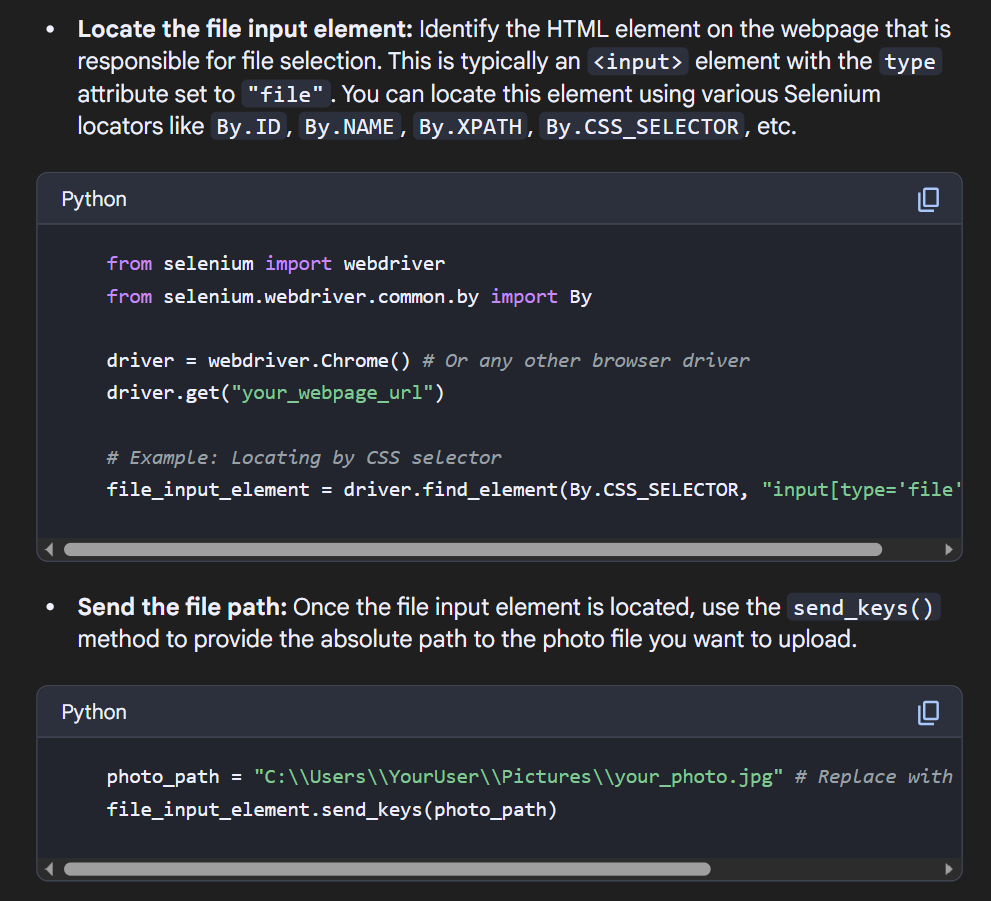 • Locate the file input element: Identify the HTML element on the webpage that is
responsible for file selection. This is typically an <input> element with the type
attribute set to "file". You can locate this element using various Selenium
locators like By.ID, By.NAME, By.XPATH, By.CSS_SELECTOR, etc.
Python
from selenium import webdriver
from selenium.webdriver.common.by import By
driver = webdriver.Chrome() # Or any other browser driver
driver.get("your_webpage_url")
# Example: Locating by CSS selector
file_input_element = driver.find_element(By.CSS_SELECTOR, "input[type='file'
• Send the file path: Once the file input element is located, use the send_keys()
method to provide the absolute path to the photo file you want to upload.
Python
photo_path = "C:\\Users\\YourUser\\Pictures\\your_photo.jpg" # Replace with
file_input_element.send_keys(photo_path)